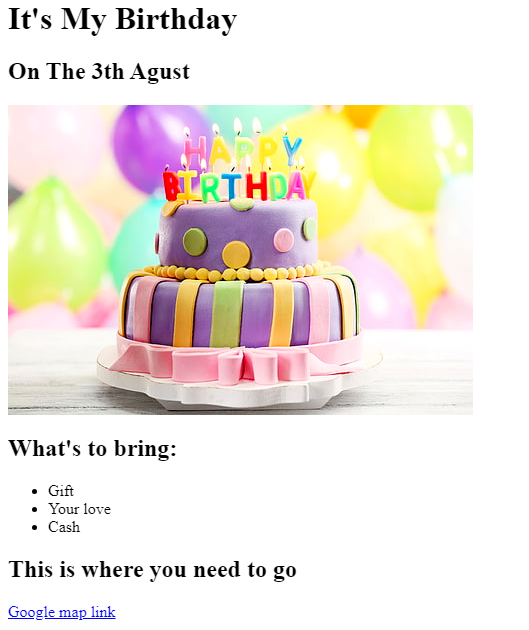 It's My Birthday
On The 3th Agust
HAPPY
BIRTHDAY
What's to bring:
Gift
Your love
Cash
This is where you need to go
Google map link